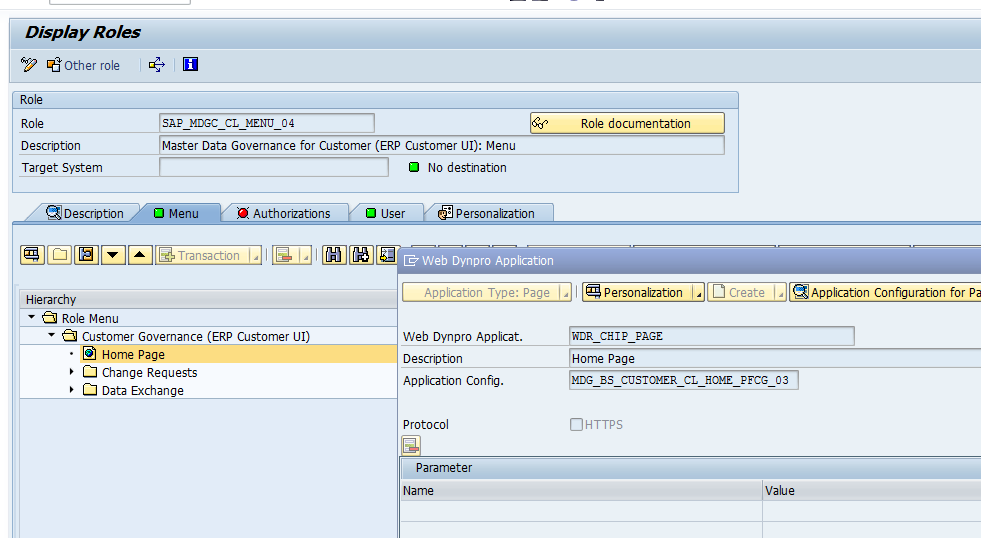 Display Roles
Other role
Role
Role SAP_MDGC_CL_MENU_04 Role documentation
Description Master Data Governance for Customer (ERP Customer UI): Menu
Target System No destination
Description Menu Authorizations User Personalization
Transaction
Web Dynpro Application
Application Type: Page Personalization Create Application Configuration for Pa
Hierarchy
Role Menu
Customer Governance (ERP Customer UI)
Home Page
Change Requests
Data Exchange
Web Dynpro Applicat. WDR_CHIP_PAGE
Description Home Page
Application Config. MDG_BS_CUSTOMER_CL_HOME_PFCG_03
Protocol HTTPS
Parameter
Name Value